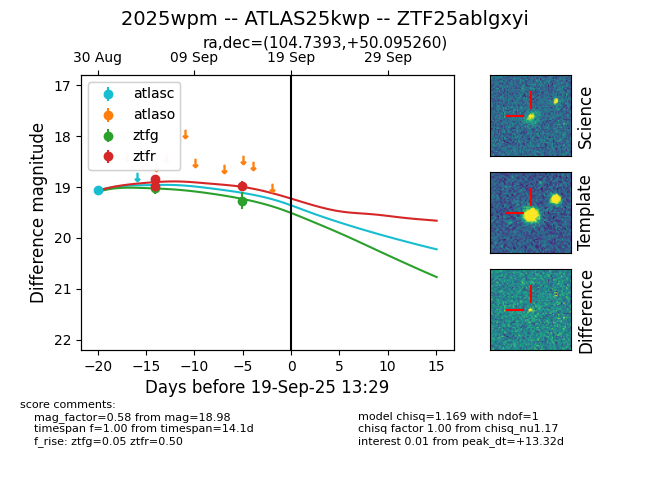 2025wpm -- ATLAS25kwp -- ZTF25ablgxyi
ra,dec=(104.7393,+50.095260)
30 Aug
09 Sep
19 Sep
29 Sep
atlasc
atlaso
ztfg
ztfr
17
18
19
20
21
22
Difference magnitude
−20
−15
−10
−5
0
5
10
15
Days before 19-Sep-25 13:29
Science
Template
Difference
score comments:
mag_factor=0.58 from mag=18.98
timespan f=1.00 from timespan=14.1d
f_rise: ztfg=0.05 ztfr=0.50
model chisq=1.169 with ndof=1
chisq factor 1.00 from chisq_nu1.17
interest 0.01 from peak_dt=+13.32d